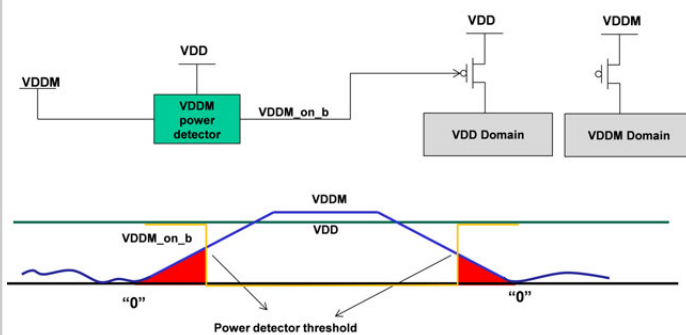 VDD
VDDM
VDD
VDDM
VDDM
power
detector
VDDM_on_b
VDD Domain
VDDM Domain
VDDM
VDD
VDDM_on_b
“0”
“0”
Power detector threshold